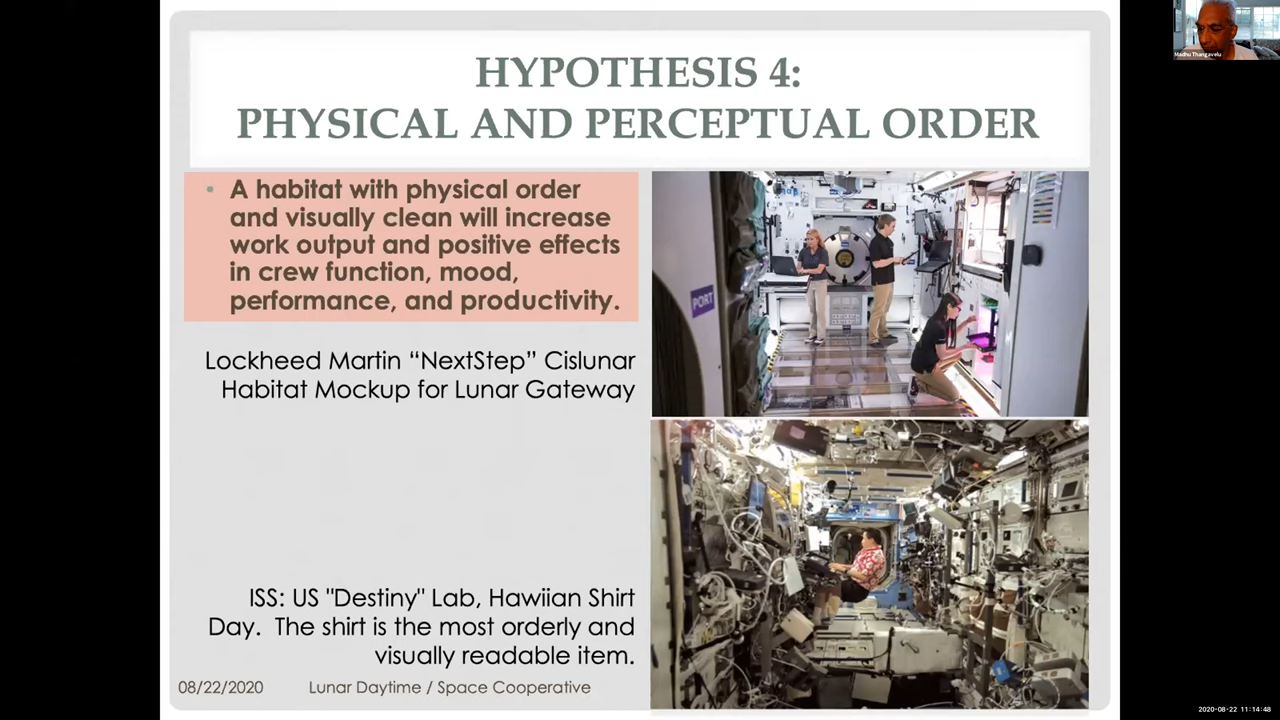 HYPOTHESIS 4:
PHYSICAL AND PERCEPTUAL ORDER
• A habitat with physical order
and visually clean will increase
work output and positive effects
in crew function, mood,
performance, and productivity.
Lockheed Martin “NextStep” Cislunar
Habitat Mockup for Lunar Gateway
PORT
ISS: US "Destiny" Lab, Hawiian Shirt
Day. The shirt is the most orderly and
visually readable item.
08/22/2020 Lunar Daytime / Space Cooperative
Madhu Thangavelu
2020-08-22 11:14:48